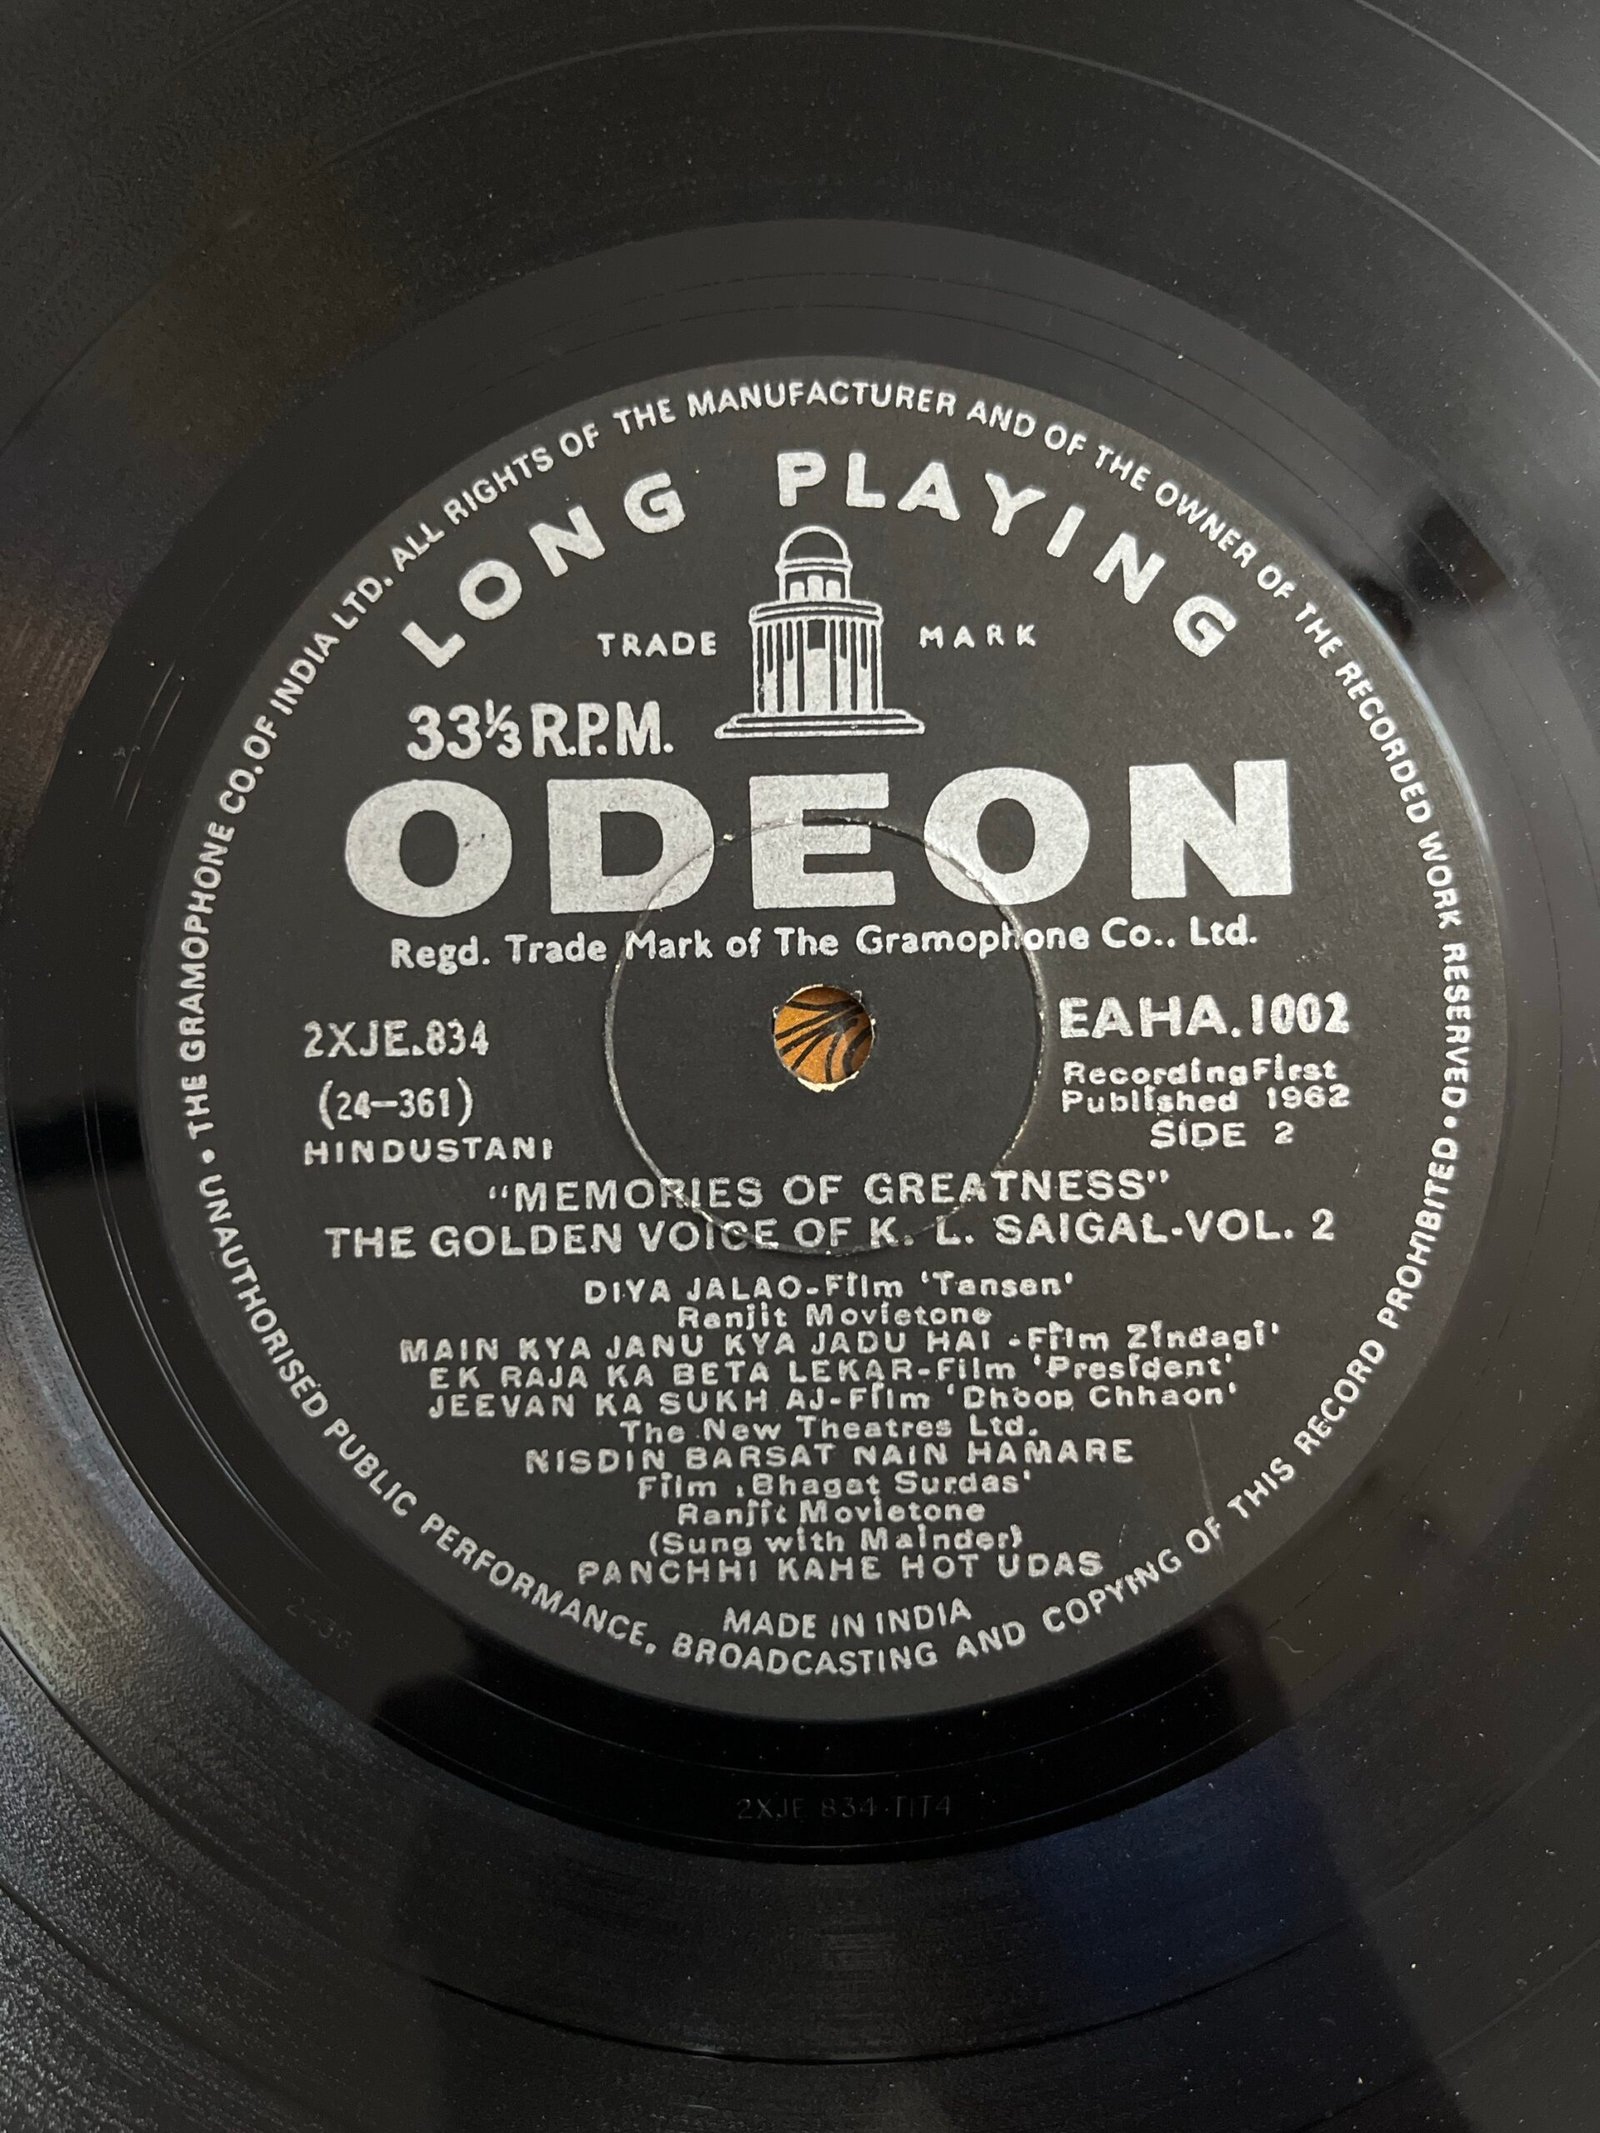 THE GRAMOPHONE CO. OF INDIA LTD. ALL RIGHTS OF THE MANUFACTURER AND OF THE OWNER OF THE RECORDED WORK RESERVED •
LONG PLAYING
TRADE MARK
33⅓ R.P.M.
ODEON
Regd. Trade Mark of The Gramophone Co.. Ltd.
2XJE.834
EAHA.1002
(24-361)
Recording First
Published 1962
HINDUSTANI
SIDE 2
"MEMORIES OF GREATNESS"
THE GOLDEN VOICE OF K. L. SAIGAL-VOL. 2
DIYA JALAO-Film 'Tansen'
Ranjit Movietone
MAIN KYA JANU KYA JADU HAI -Film Zindagi'
EK RAJA KA BETA LEKAR-Film 'President'
JEEVAN KA SUKH AJ-Film 'Dhoop Chhaon'
The New Theatres Ltd.
NISDIN BARSAT NAIN HAMARE
Film 'Bhagat Surdas'
Ranjit Movietone
(Sung with Mainder)
PANCHHI KAHE HOT UDAS
MADE IN INDIA
• UNAUTHORISED PUBLIC PERFORMANCE, BROADCASTING AND COPYING OF THIS RECORD PROHIBITED
2XJE 834 T1T4